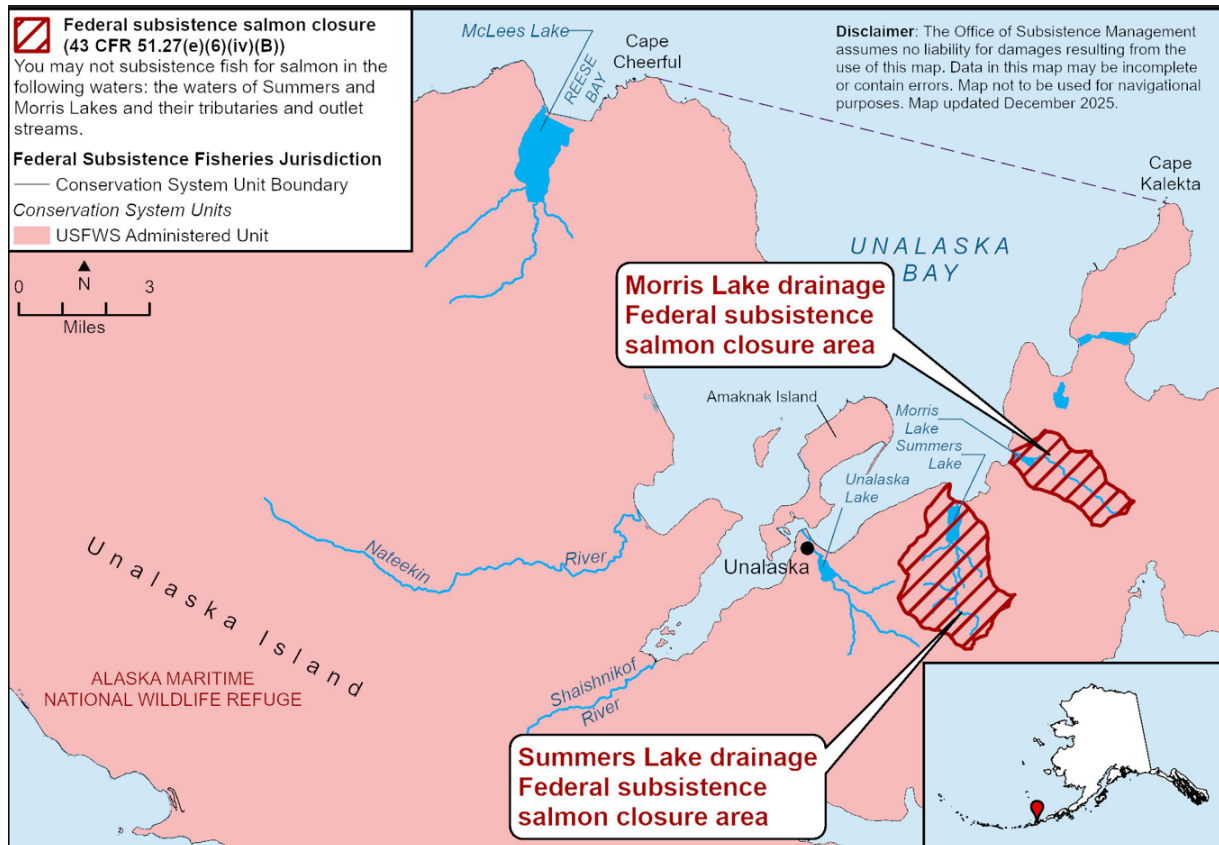 Federal subsistence salmon closure
(43 CFR 51.27(e)(6)(iv)(B))
You may not subsistence fish for salmon in the
following waters: the waters of Summers and
Morris Lakes and their tributaries and outlet
streams.
Federal Subsistence Fisheries Jurisdiction
Conservation System Unit Boundary
Conservation System Units
USFWS Administered Unit
N
0 3
Miles
McLees Lake
REESE
BAY
Cape
Cheerful
Disclaimer: The Office of Subsistence Management
assumes no liability for damages resulting from the
use of this map. Data in this map may be incomplete
or contain errors. Map not to be used for navigational
purposes. Map updated December 2025.
Cape
Kalekta
UNALASKA
BAY
Morris Lake drainage
Federal subsistence
salmon closure area
Amaknak Island
Morris
Lake
Summers
Lake
Unalaska
Lake
Unalaska
Nateekin River
Unalaska Island
ALASKA MARITIME
NATIONAL WILDLIFE REFUGE
Shaishnikof
River
Summers Lake drainage
Federal subsistence
salmon closure area